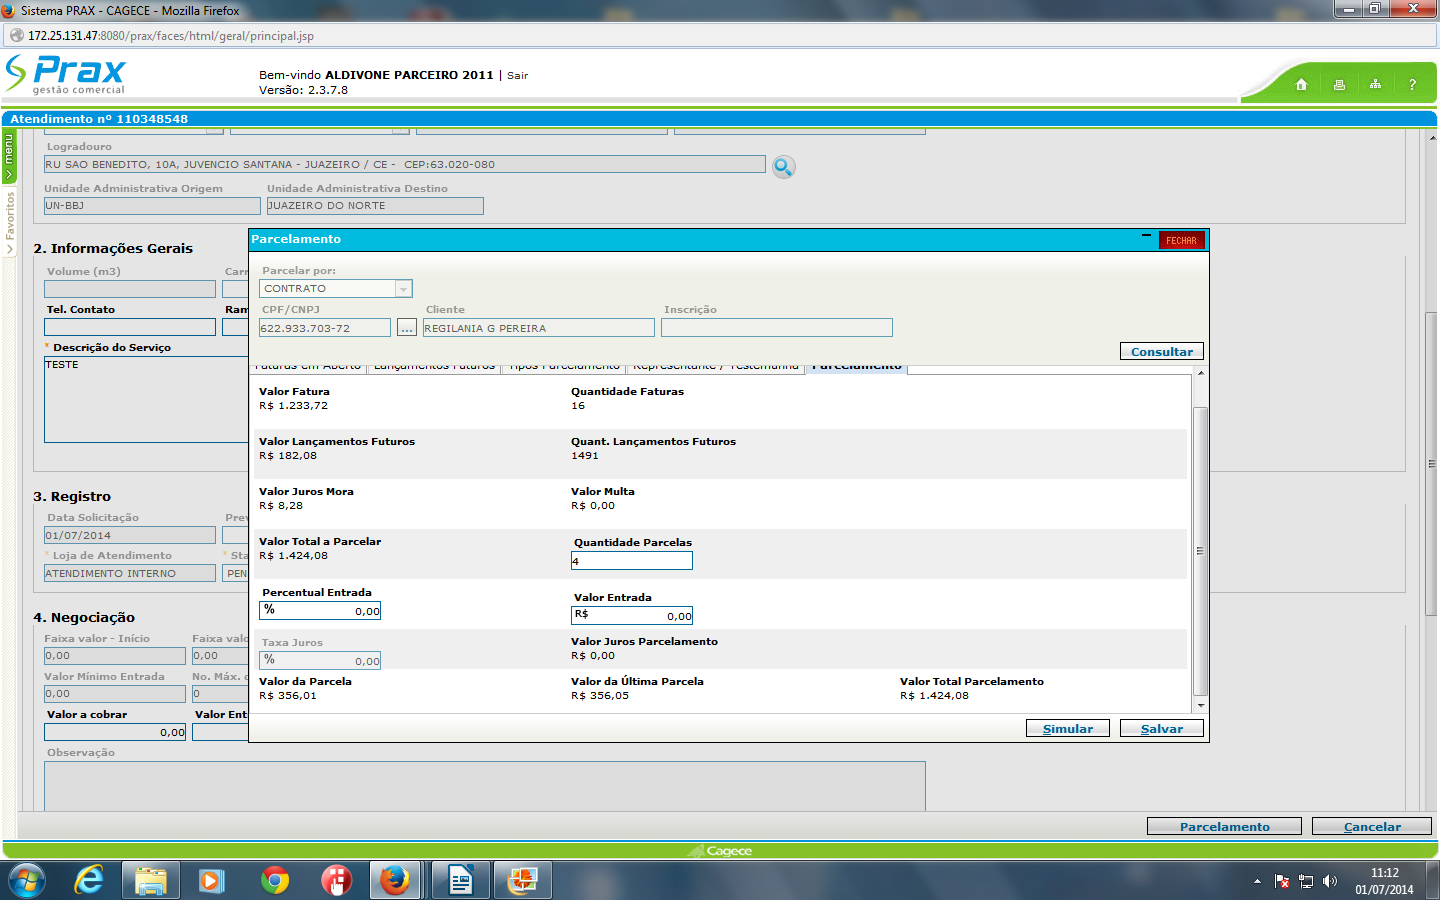 Sistema PRAX - CAGECE - Mozilla Firefox
172.25.131.47:8080/prax/faces/html/geral/principal.jsp
Prax
gestão comercial
Bem-vindo ALDIVONE PARCEIRO 2011 | Sair
Versão: 2.3.7.8
?
Atendimento nº 110348548
> menu
> Favoritos
Logradouro
RU SAO BENEDITO, 10A, JUVENCIO SANTANA - JUAZEIRO / CE - CEP:63.020-080
Unidade Administrativa Origem Unidade Administrativa Destino
UN-BBJ JUAZEIRO DO NORTE
2. Informações Gerais
Volume (m3) Carr
Tel. Contato Ram
* Descrição do Serviço
TESTE
3. Registro
Data Solicitação Prev
01/07/2014
* Loja de Atendimento * Sta
ATENDIMENTO INTERNO PEN
4. Negociação
Faixa valor - Início Faixa valo
0,00 0,00
Valor Mínimo Entrada No. Máx. d
0,00 0
Valor a cobrar Valor Ent
0,00
Observação
Parcelamento
FECHAR
Parcelar por:
CONTRATO
CPF/CNPJ Cliente Inscrição
622.933.703-72 ... REGILANIA G PEREIRA
Consultar
Faturas em Aberto Lançamentos Futuros Tipos Parcelamento Representante / Testemunha Parcelamento
Valor Fatura Quantidade Faturas
R$ 1.233,72 16
Valor Lançamentos Futuros Quant. Lançamentos Futuros
R$ 182,08 1491
Valor Juros Mora Valor Multa
R$ 8,28 R$ 0,00
Valor Total a Parcelar Quantidade Parcelas
R$ 1.424,08 4
Percentual Entrada Valor Entrada
% 0,00 R$ 0,00
Taxa Juros Valor Juros Parcelamento
% 0,00 R$ 0,00
Valor da Parcela Valor da Última Parcela Valor Total Parcelamento
R$ 356,01 R$ 356,05 R$ 1.424,08
Simular Salvar
Parcelamento Cancelar
Cagece
11:12
01/07/2014